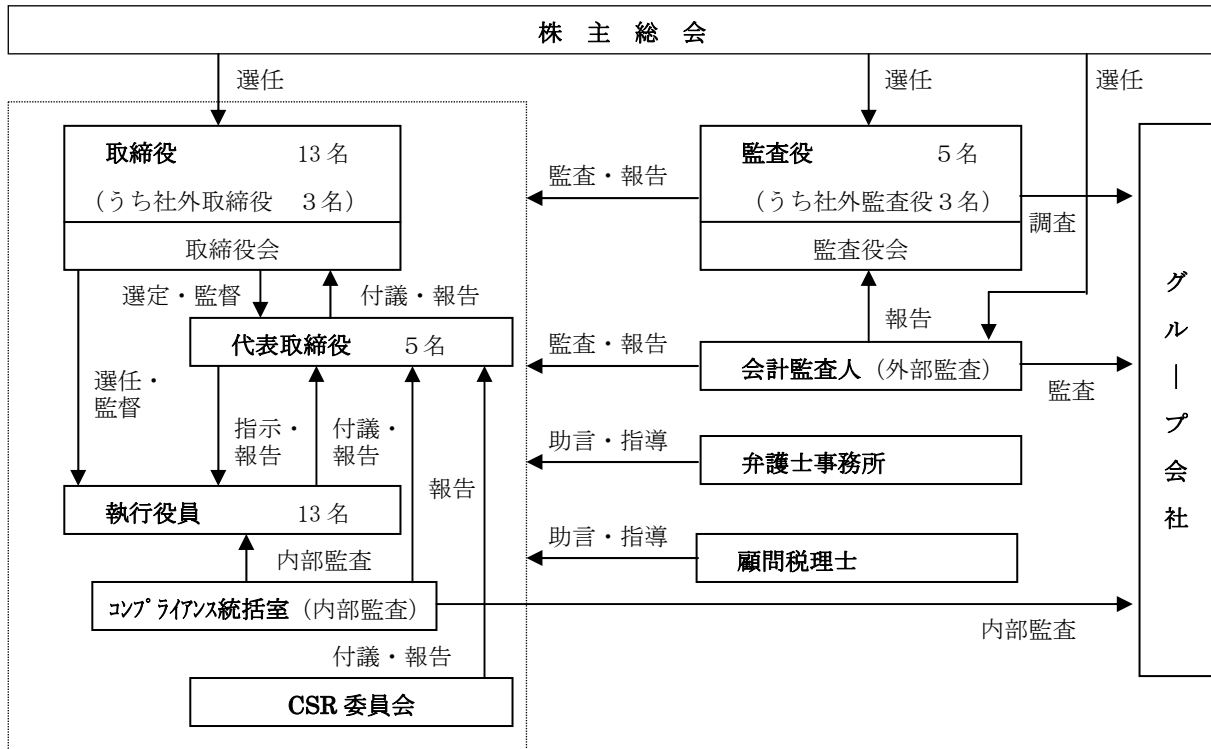 株 主 総 会
選任
選任
選任
取締役 13 名
(うち社外取締役 3名)
取締役会
監査・報告
監査役 5名
(うち社外監査役3名)
監査役会
調査
選定・監督
付議・報告
報告
代表取締役 5名
監査・報告
会計監査人 (外部監査)
監査
選任・
監督
指示・
報告
付議・
報告
報告
助言・指導
弁護士事務所
執行役員 13 名
助言・指導
顧問税理士
内部監査
コンプライアンス統括室 (内部監査)
内部監査
付議・報告
CSR 委員会
グ
ル
|
プ
会
社